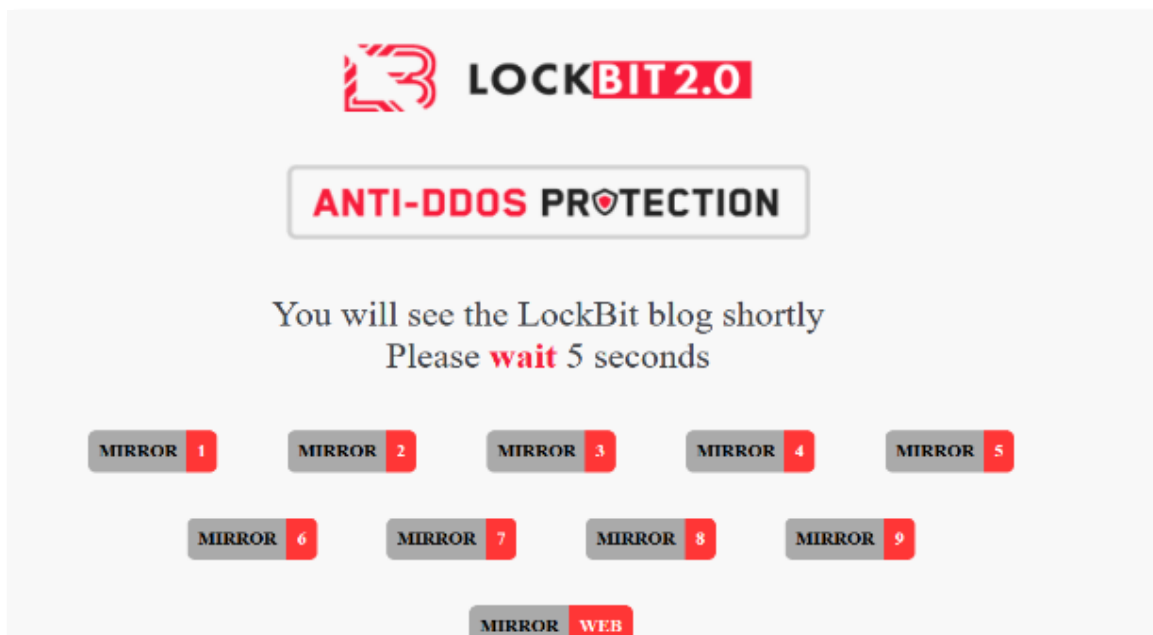 LOCKBIT 2.0
ANTI-DDOS PROTECTION
You will see the LockBit blog shortly
Please wait 5 seconds
MIRROR 1 MIRROR 2 MIRROR 3 MIRROR 4 MIRROR 5
MIRROR 6 MIRROR 7 MIRROR 8 MIRROR 9
MIRROR WEB